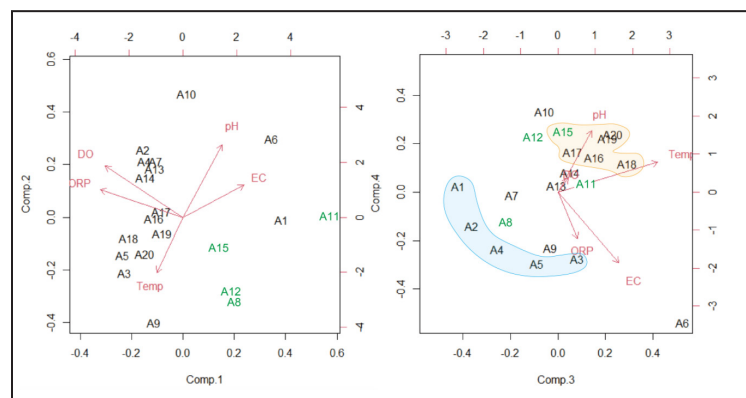 -3 -2 -1 0 1 2 3
0.6
0.4
0.2
0.0
-0.2
-0.4
4
2
0
-2
-4
Comp.2
A10
pH
A6
A2
DO
A4
A7
A13
ORP
A14
EC
A17
A16
A1
A11
A18
A19
A15
A5
A20
A21
Temp
A12
A8
A9
-0.4 -0.2 0.0 0.2 0.4 0.6
Comp.1
-3 -2 -1 0 1 2 3
0.4
0.2
0.0
-0.2
-0.4
3
2
1
0
-1
-2
-3
Comp.4
A10
pH
A12
A15
A20
A19
A17
A16
Temp
A18
A14
A1
A13
A11
A7
A2
A8
A4
A9
ORP
A5
A3
EC
A6
-0.4 -0.2 0.0 0.2 0.4
Comp.3